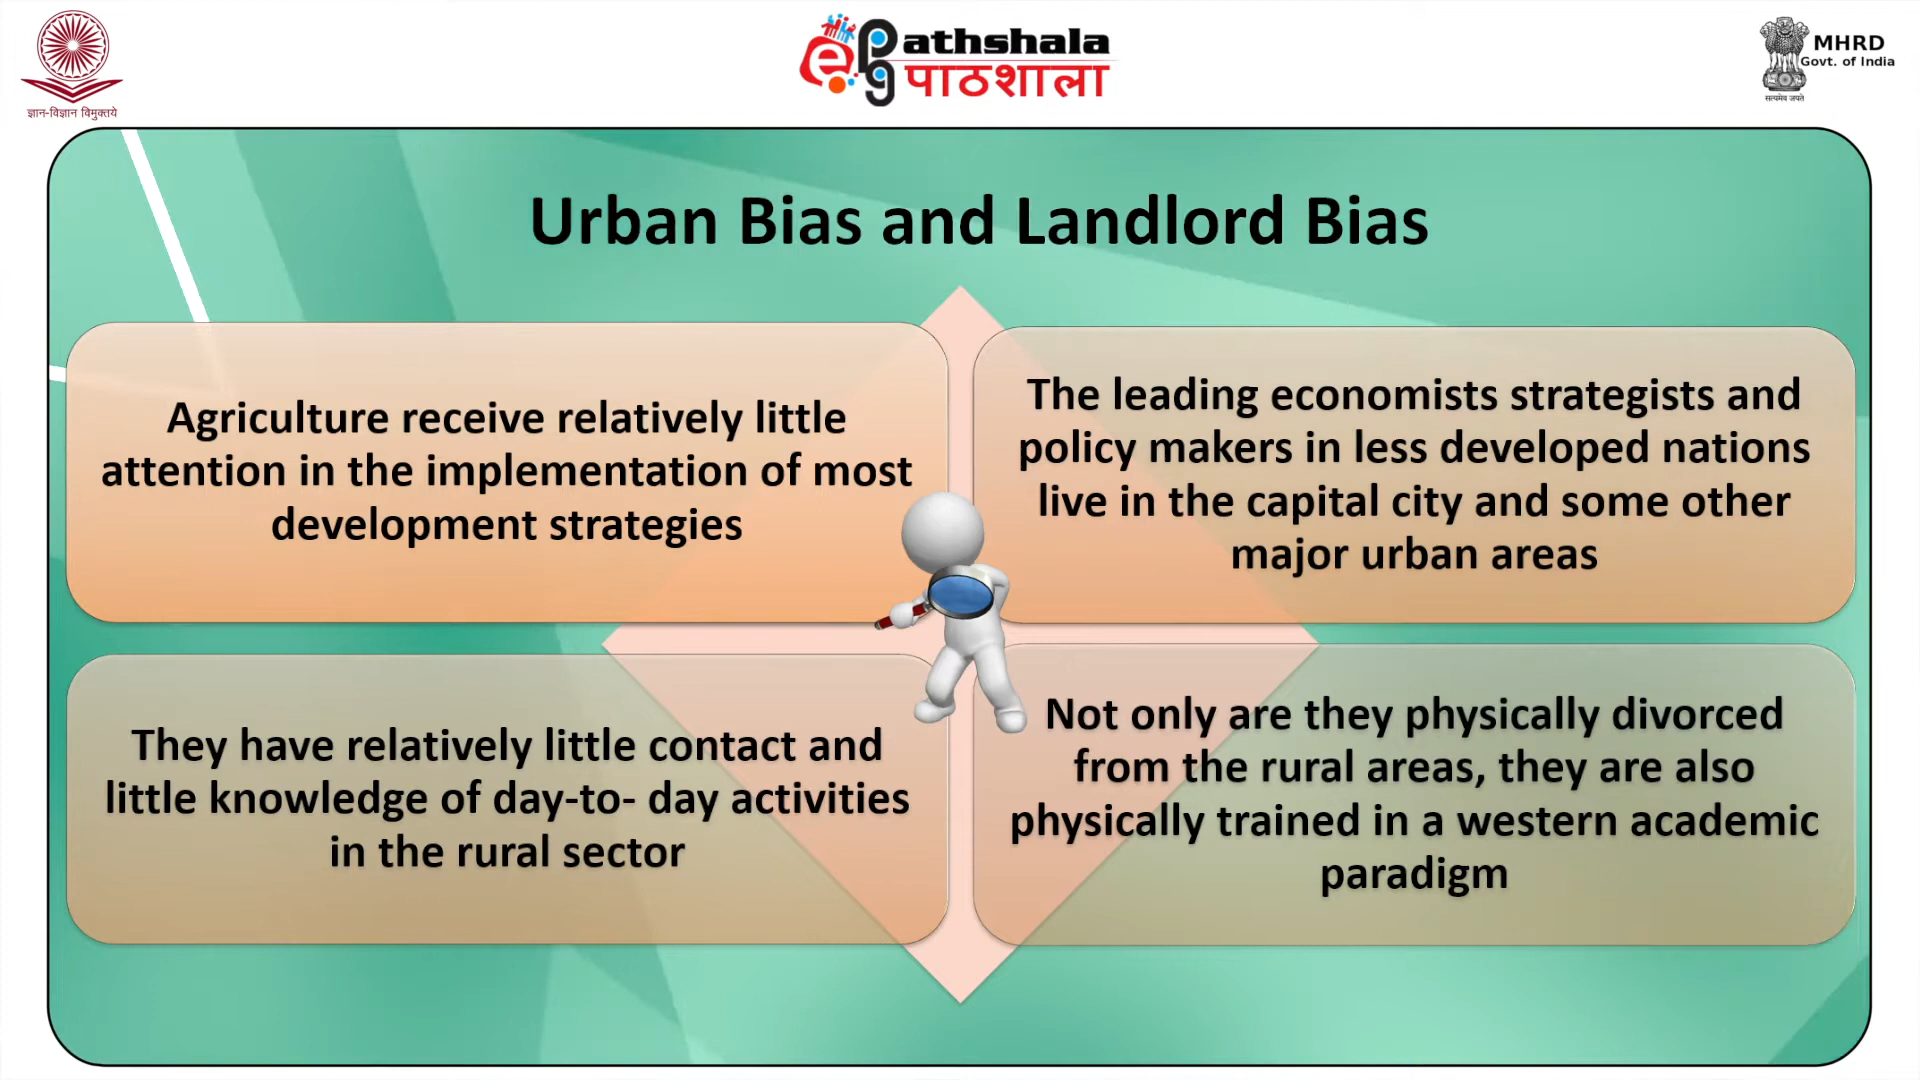 ज्ञान-विज्ञान विमुक्तये
e
PG
athshala
पाठशाला
MHRD
Govt. of India
सत्यमेव जयते
Urban Bias and Landlord Bias
Agriculture receive relatively little
attention in the implementation of most
development strategies
The leading economists strategists and
policy makers in less developed nations
live in the capital city and some other
major urban areas
They have relatively little contact and
little knowledge of day-to- day activities
in the rural sector
Not only are they physically divorced
from the rural areas, they are also
physically trained in a western academic
paradigm